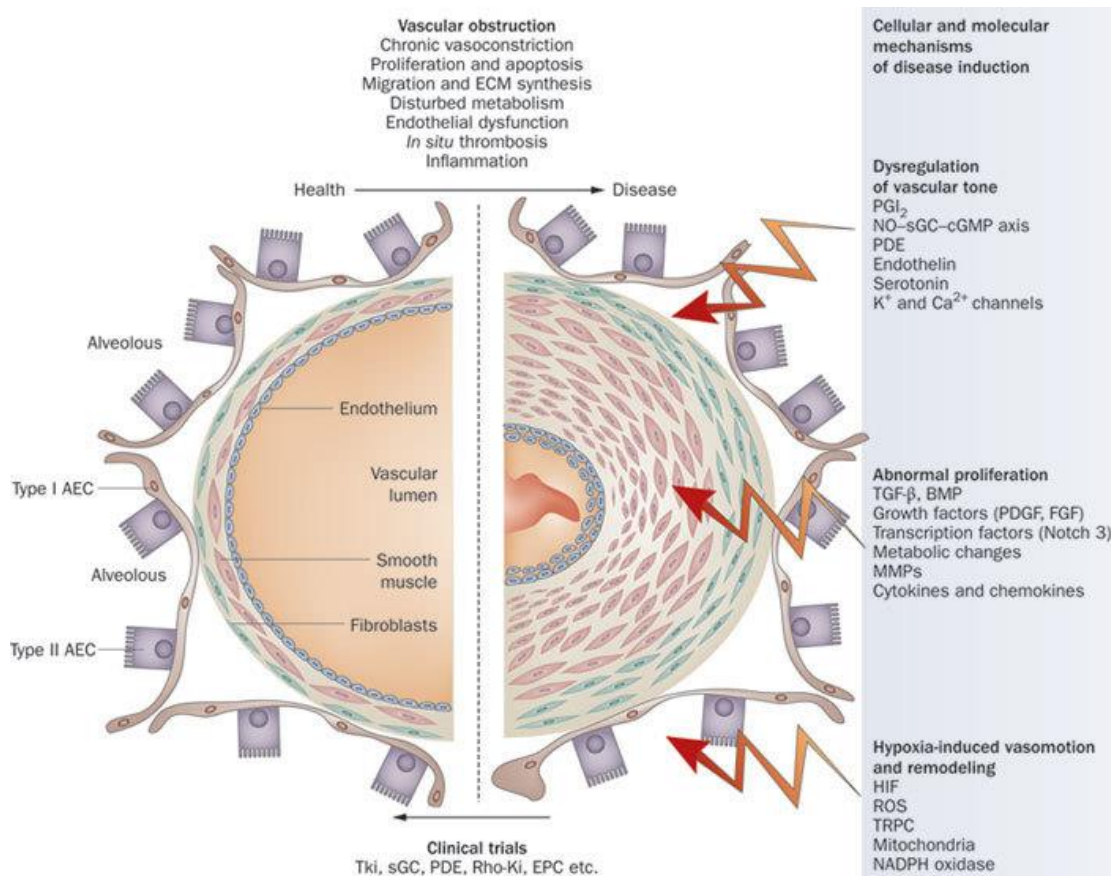 Vascular obstruction
Chronic vasoconstriction
Proliferation and apoptosis
Migration and ECM synthesis
Disturbed metabolism
Endothelial dysfunction
In situ thrombosis
Inflammation
Health
Disease
Alveolous
Endothelium
Vascular
lumen
Type I AEC
Smooth
muscle
Alveolous
Fibroblasts
Type II AEC
Clinical trials
Tki, sGC, PDE, Rho-Ki, EPC etc.
Cellular and molecular
mechanisms
of disease induction
Dysregulation
of vascular tone
PGI₂
NO–sGC–cGMP axis
PDE
Endothelin
Serotonin
K⁺ and Ca²⁺ channels
Abnormal proliferation
TGF-β, BMP
Growth factors (PDGF, FGF)
Transcription factors (Notch 3)
Metabolic changes
MMPs
Cytokines and chemokines
Hypoxia-induced vasomotion
and remodeling
HIF
ROS
TRPC
Mitochondria
NADPH oxidase